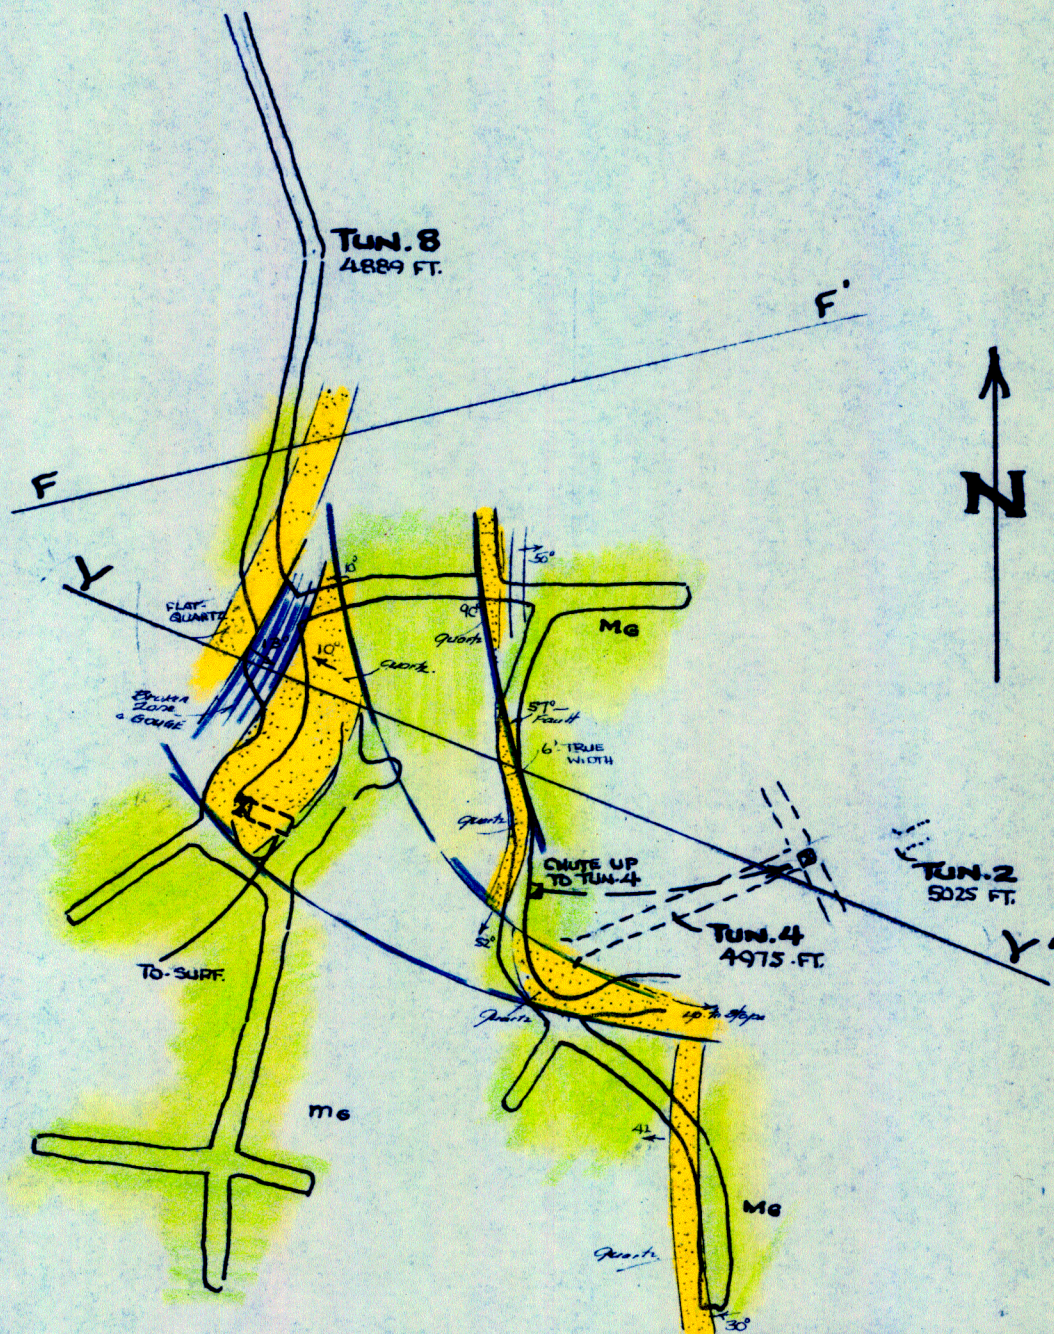 TUN. 8
4889 FT.
F'
F
N
Y
50°
10°
FLAT-
QUARTZ
90°
Quartz
MG
10°
Quartz.
BROKEN
ZONE
& GOUGE
57°-
Fault
6' TRUE
WIDTH
Quartz
CHUTE UP
TO TUN.4
TUN.2
5025 FT.
TUN.4
4975 FT.
Y'
52°
TO-SURF.
Quartz
up to Stope
MG
41
MG
Quartz
30°